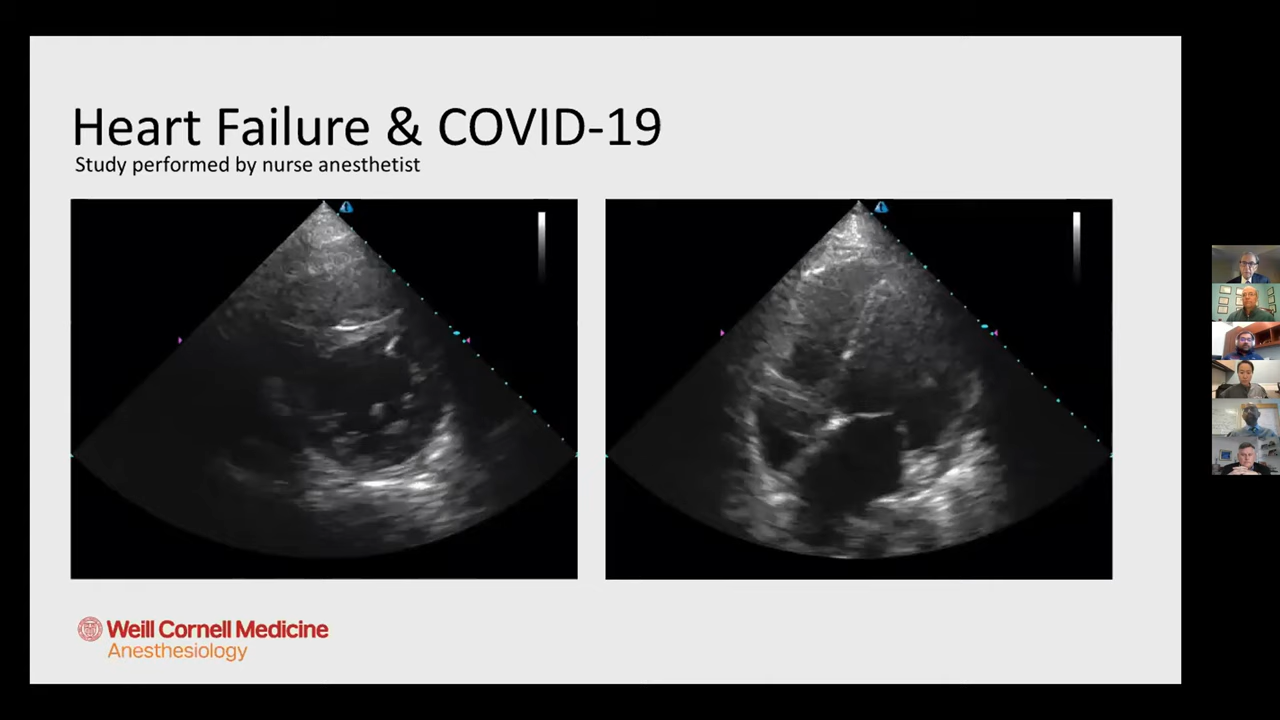 Heart Failure & COVID-19
Study performed by nurse anesthetist
Weill Cornell Medicine
Anesthesiology